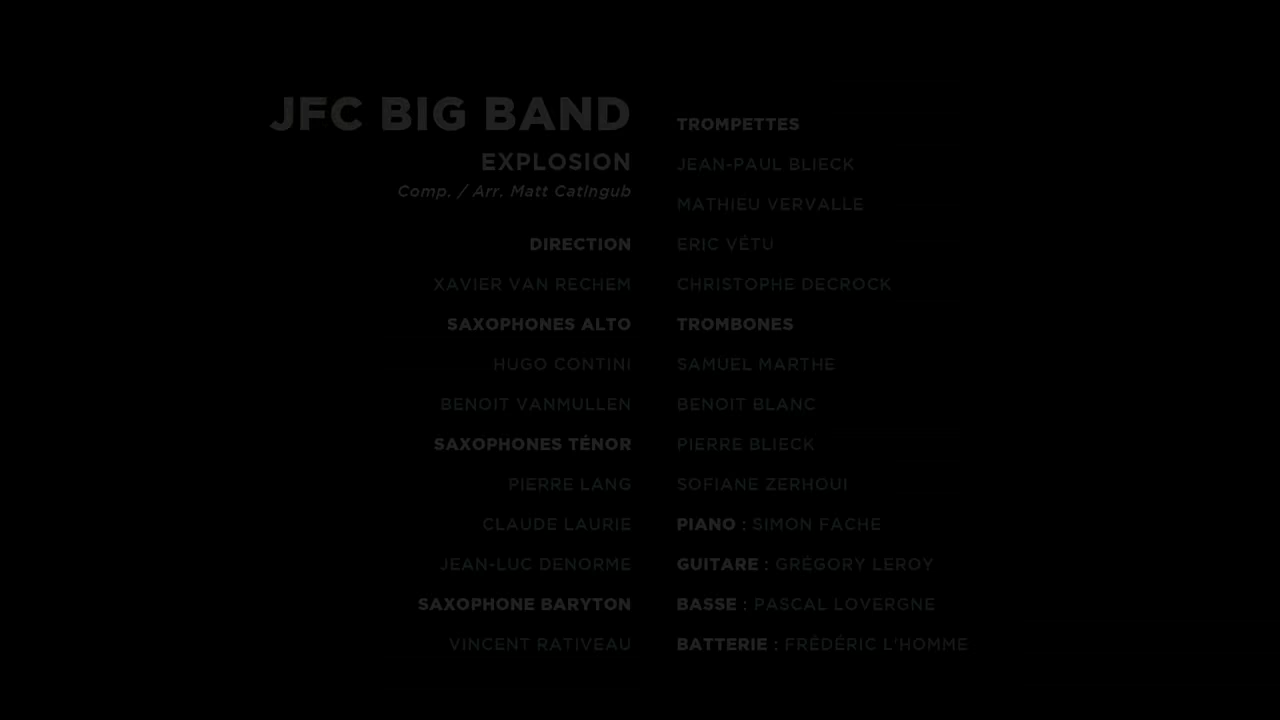 JFC BIG BAND
EXPLOSION
Comp. / Arr. Matt Catingub
DIRECTION
XAVIER VAN RECHEM
SAXOPHONES ALTO
HUGO CONTINI
BENOIT VANMULLEN
SAXOPHONES TÉNOR
PIERRE LANG
CLAUDE LAURIE
JEAN-LUC DENORME
SAXOPHONE BARYTON
VINCENT RATIVEAU
TROMPETTES
JEAN-PAUL BLIECK
MATHIEU VERVALLE
ERIC VÉTU
CHRISTOPHE DECROCK
TROMBONES
SAMUEL MARTHE
BENOIT BLANC
PIERRE BLIECK
SOFIANE ZERHOUI
PIANO : SIMON FACHE
GUITARE : GRÉGORY LEROY
BASSE : PASCAL LOVERGNE
BATTERIE : FRÉDÉRIC L'HOMME